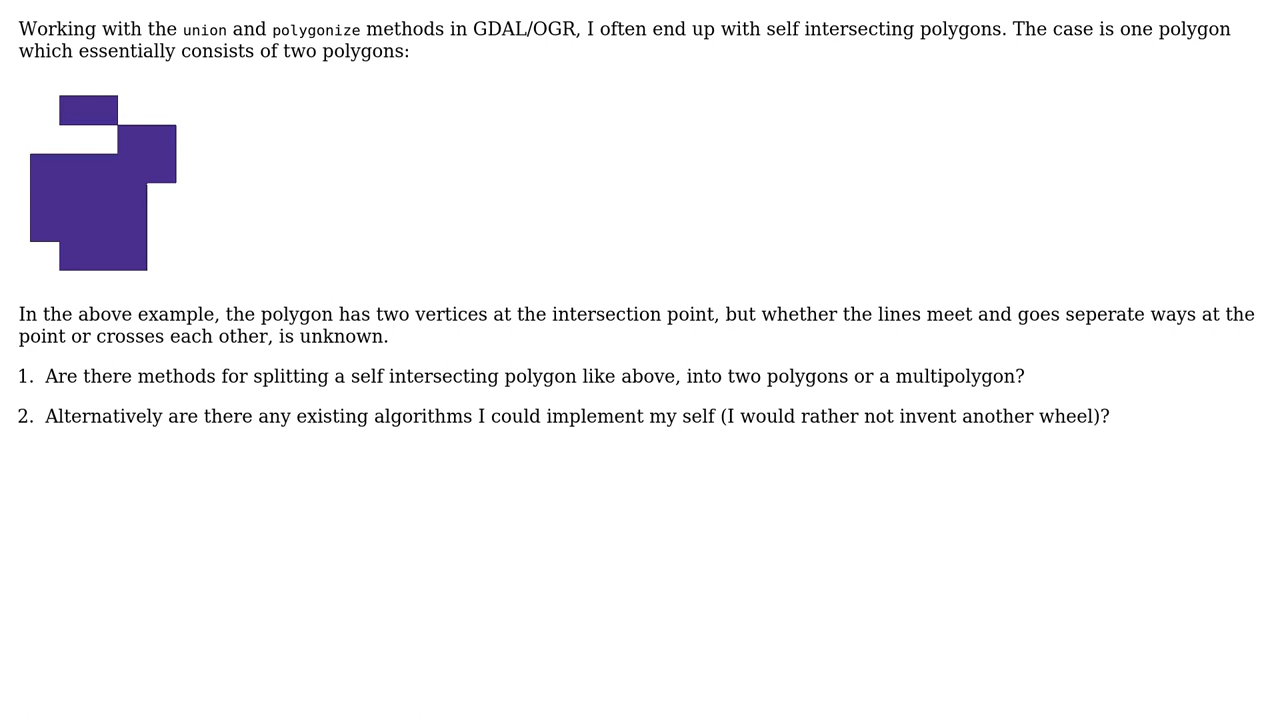 Working with the union and polygonize methods in GDAL/OGR, I often end up with self intersecting polygons. The case is one polygon
which essentially consists of two polygons:
In the above example, the polygon has two vertices at the intersection point, but whether the lines meet and goes seperate ways at the
point or crosses each other, is unknown.
1. Are there methods for splitting a self intersecting polygon like above, into two polygons or a multipolygon?
2. Alternatively are there any existing algorithms I could implement my self (I would rather not invent another wheel)?